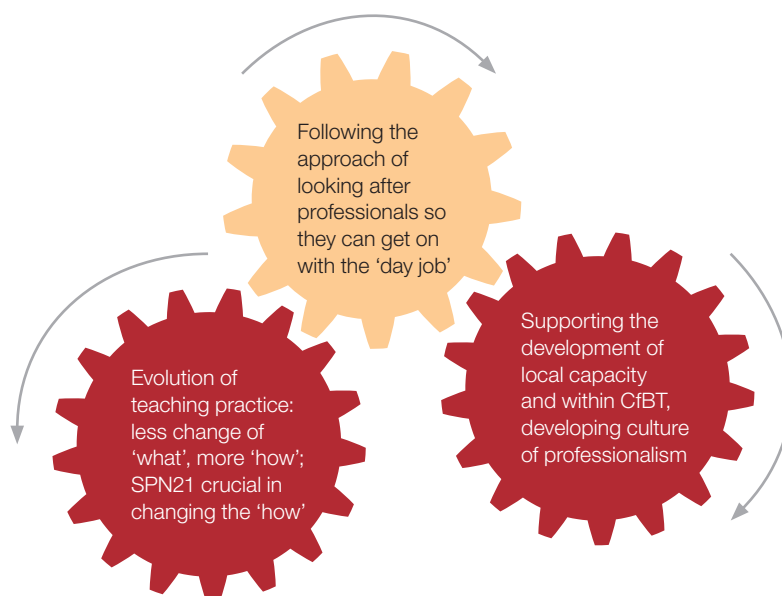 Following the
approach of
looking after
professionals so
they can get on
with the ‘day job’
Evolution of
teaching practice:
less change of
‘what’, more ‘how’;
SPN21 crucial in
changing the ‘how’
Supporting the
development of
local capacity
and within CfBT,
developing culture
of professionalism